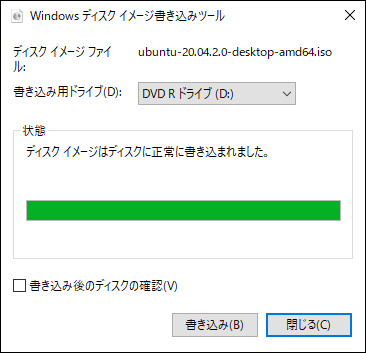 Windows ディスク イメージ書き込みツール
ディスク イメージ ファイ
ル:
ubuntu-20.04.2.0-desktop-amd64.iso
書き込み用ドライブ(D):
DVD R ドライブ (D:)
状態
ディスク イメージはディスクに正常に書き込まれました。
書き込み後のディスクの確認(V)
書き込み(B)
閉じる(C)